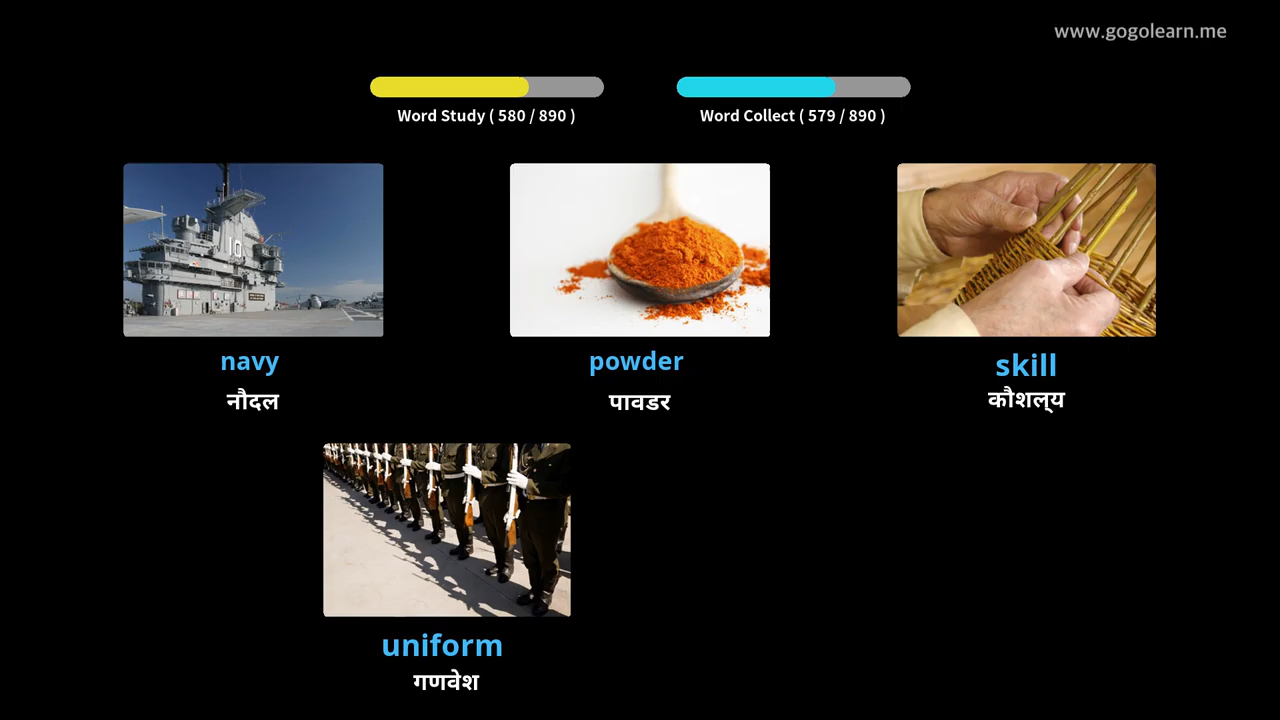 www.gogolearn.me
Word Study ( 580 / 890 )
Word Collect ( 579 / 890 )
navy
powder
skill
नौदल
पावडर
कौशल्य
uniform
गणवेश